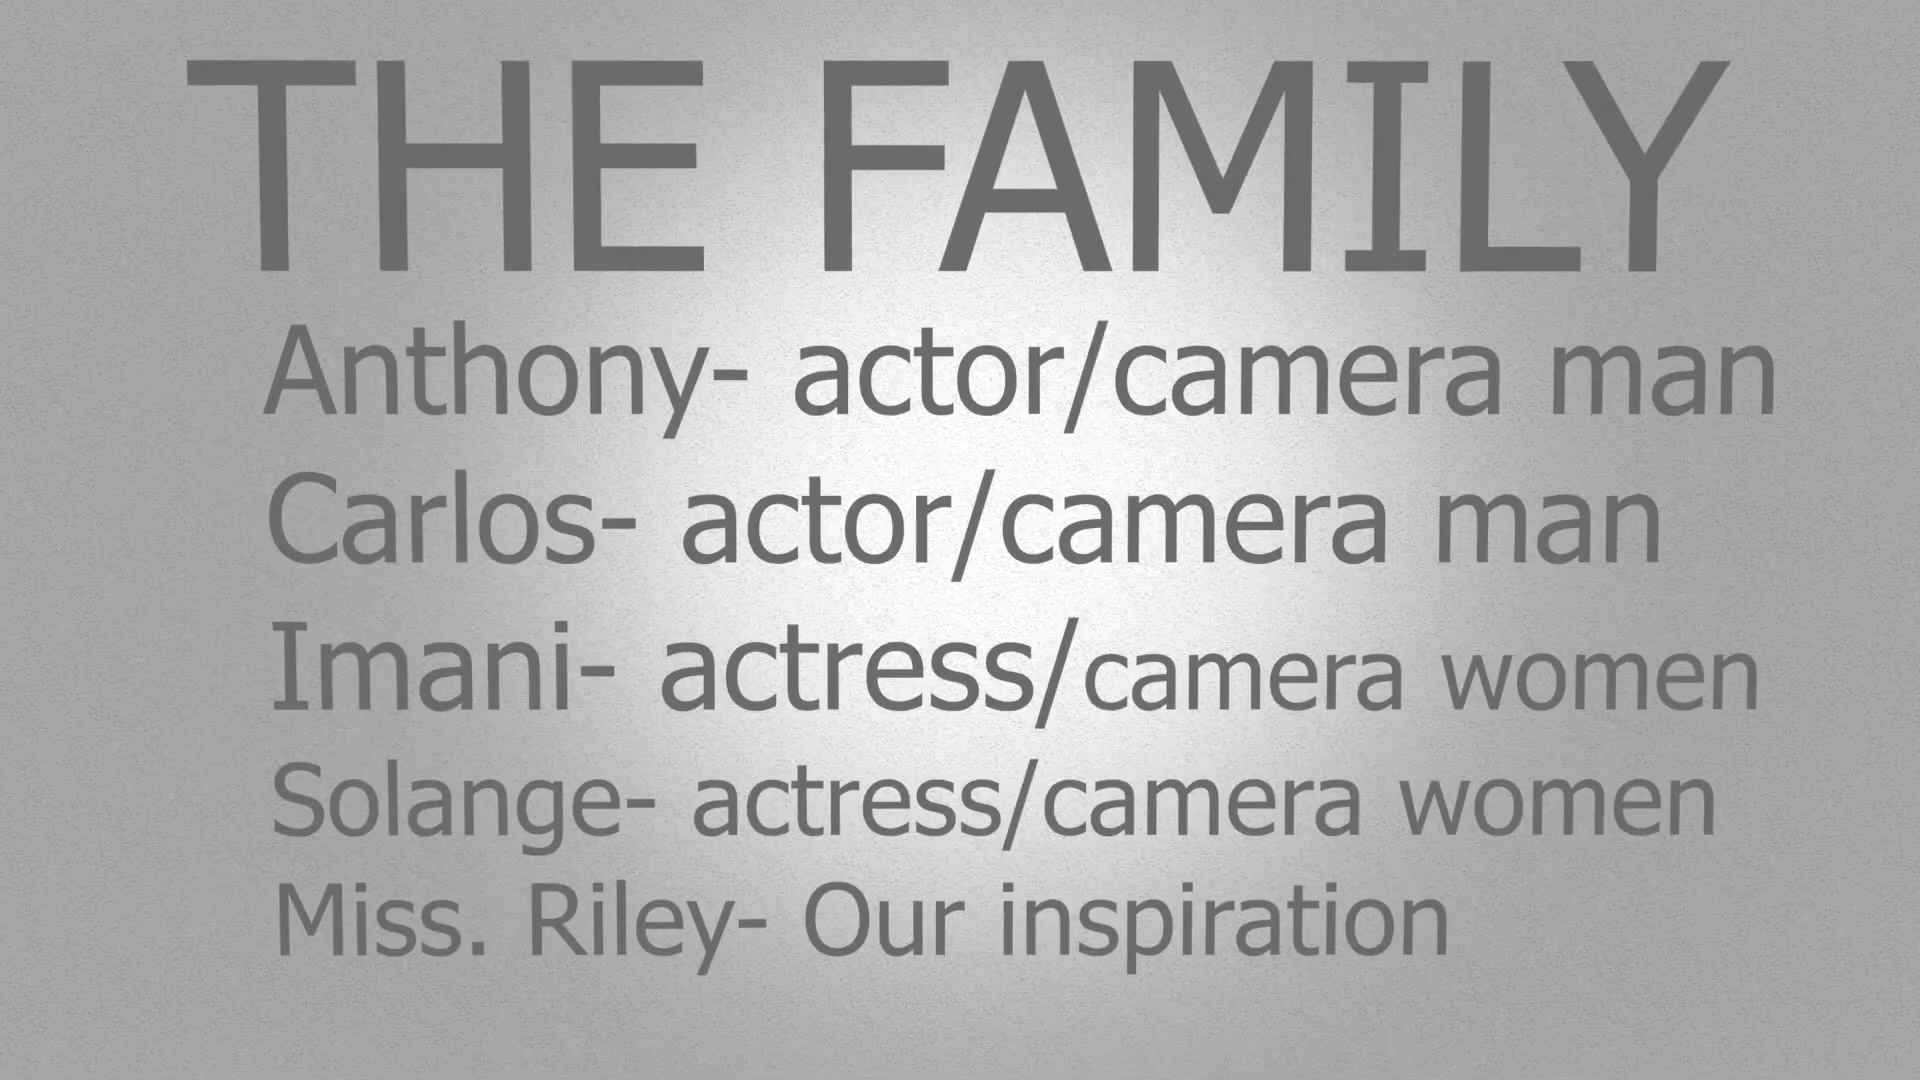 THE FAMILY
Anthony- actor/camera man
Carlos- actor/camera man
Imani- actress/camera women
Solange- actress/camera women
Miss. Riley- Our inspiration